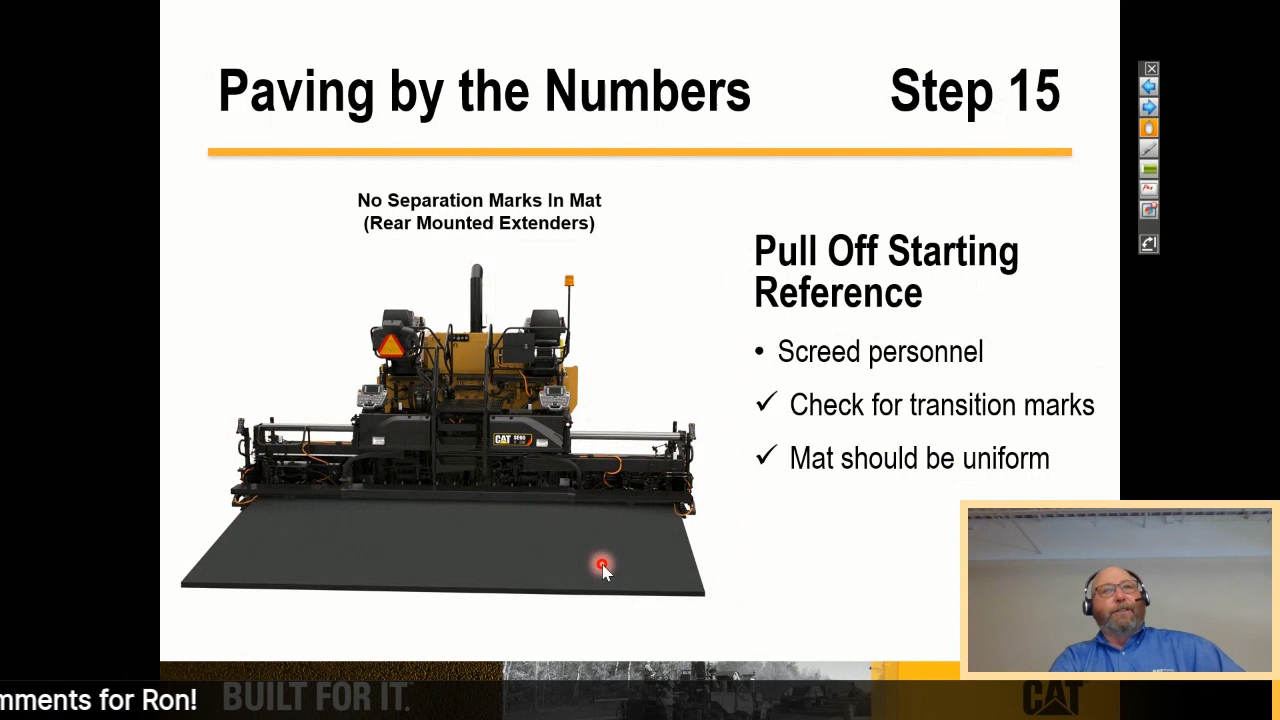 Paving by the Numbers Step 15
No Separation Marks In Mat
(Rear Mounted Extenders)
Pull Off Starting
Reference
• Screed personnel
✓ Check for transition marks
✓ Mat should be uniform
CAT
BUILT FOR IT.
CAT
mments for Ron!